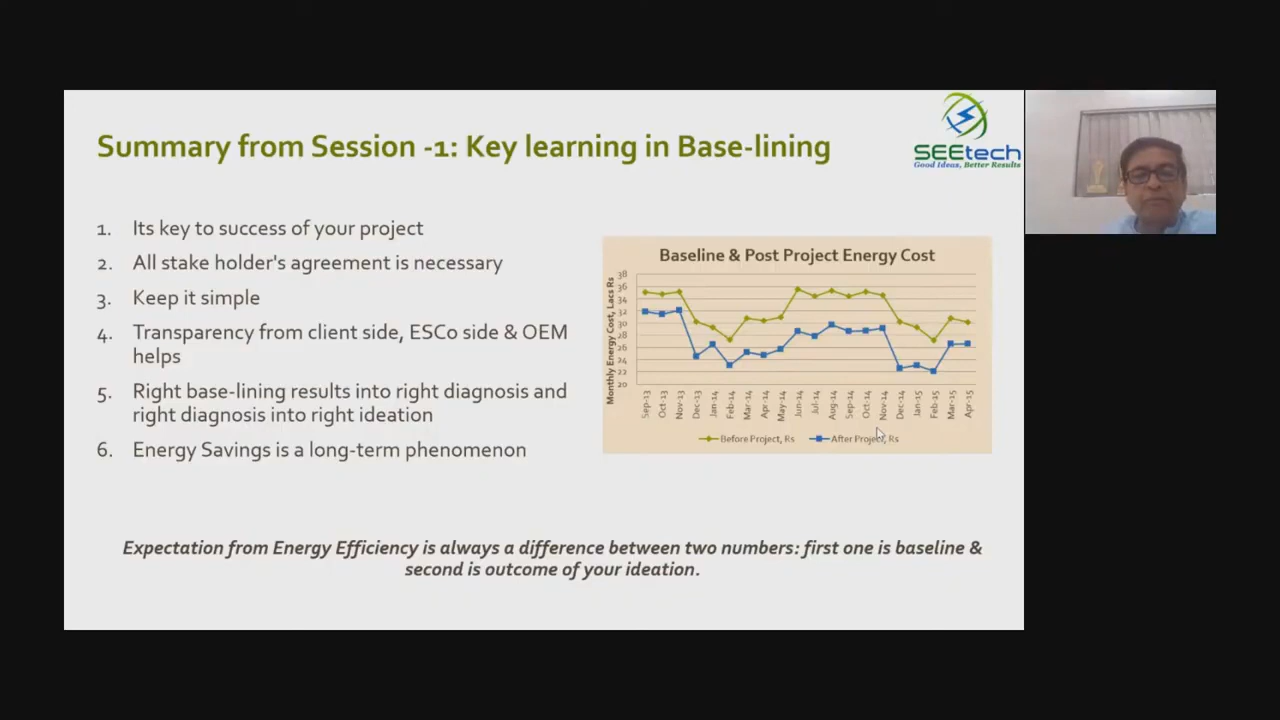 Summary from Session -1: Key learning in Base-lining
SEEtech
Good Ideas, Better Results
1. Its key to success of your project
2. All stake holder's agreement is necessary
3. Keep it simple
4. Transparency from client side, ESCo side & OEM
helps
5. Right base-lining results into right diagnosis and
right diagnosis into right ideation
6. Energy Savings is a long-term phenomenon
Baseline & Post Project Energy Cost
Monthly Energy Cost, Lacs Rs
38
36
34
32
30
28
26
24
22
20
Sep-13
Oct-13
Nov-13
Dec-13
Jan-14
Feb-14
Mar-14
Apr-14
May-14
Jun-14
Jul-14
Aug-14
Sep-14
Oct-14
Nov-14
Dec-14
Jan-15
Feb-15
Mar-15
Apr-15
Before Project, Rs
After Project, Rs
Expectation from Energy Efficiency is always a difference between two numbers: first one is baseline &
second is outcome of your ideation.